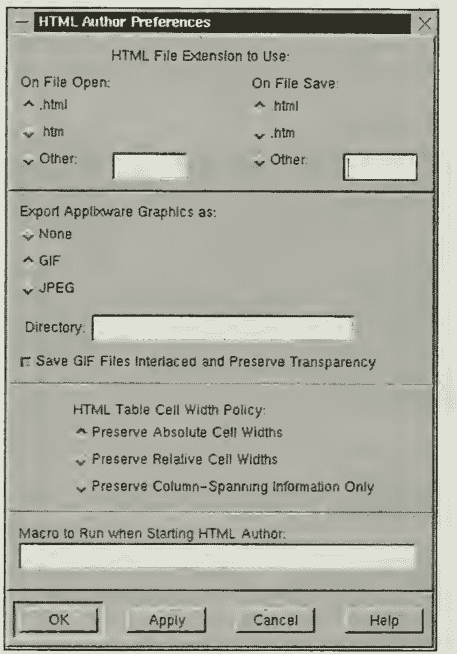 HTML Author Preferences
HTML File Extension to Use:
On File Open: On File Save:
.html .html
.htm .htm
Other: Other:
Export Applixware Graphics as:
None
GIF
JPEG
Directory:
Save GIF Files Interlaced and Preserve Transparency
HTML Table Cell Width Policy:
Preserve Absolute Cell Widths
Preserve Relative Cell Widths
Preserve Column-Spanning Information Only
Macro to Run when Starting HTML Author:
OK Apply Cancel Help